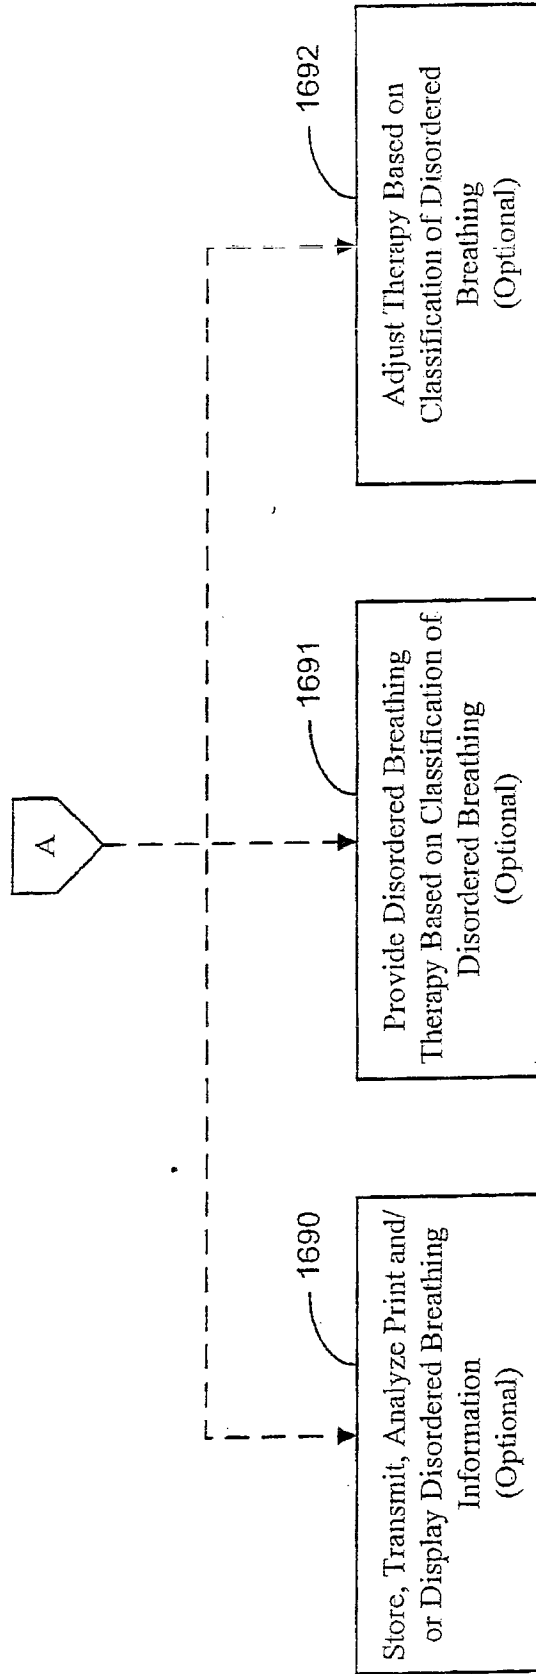 A
1690
Store, Transmit, Analyze Print and/
or Display Disordered Breathing
Information
(Optional)
1691
Provide Disordered Breathing
Therapy Based on Classification of
Disordered Breathing
(Optional)
1692
Adjust Therapy Based on
Classification of Disordered
Breathing
(Optional)